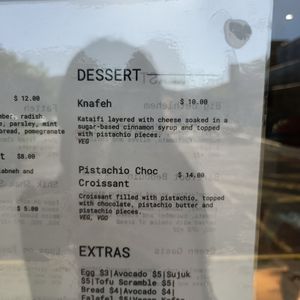 DESSERT
Knafeh $ 10.00
Kataifi layered with cheese soaked in a
sugar-based cinnamon syrup and topped
with pistachio pieces.
VEG
Pistachio Choc $ 14.00
Croissant
Croissant filled with pistachio, topped
with chocolate, pistachio butter and
pistachio pieces.
VEG, VGO
EXTRAS
Egg $3|Avocado $5|Sujuk
$5|Tofu Scramble $5|
Bread $4|Avocado $4|
$ 12.00
radish,
parsley, mint
pomegranate
$8.00
and
$ 5.00